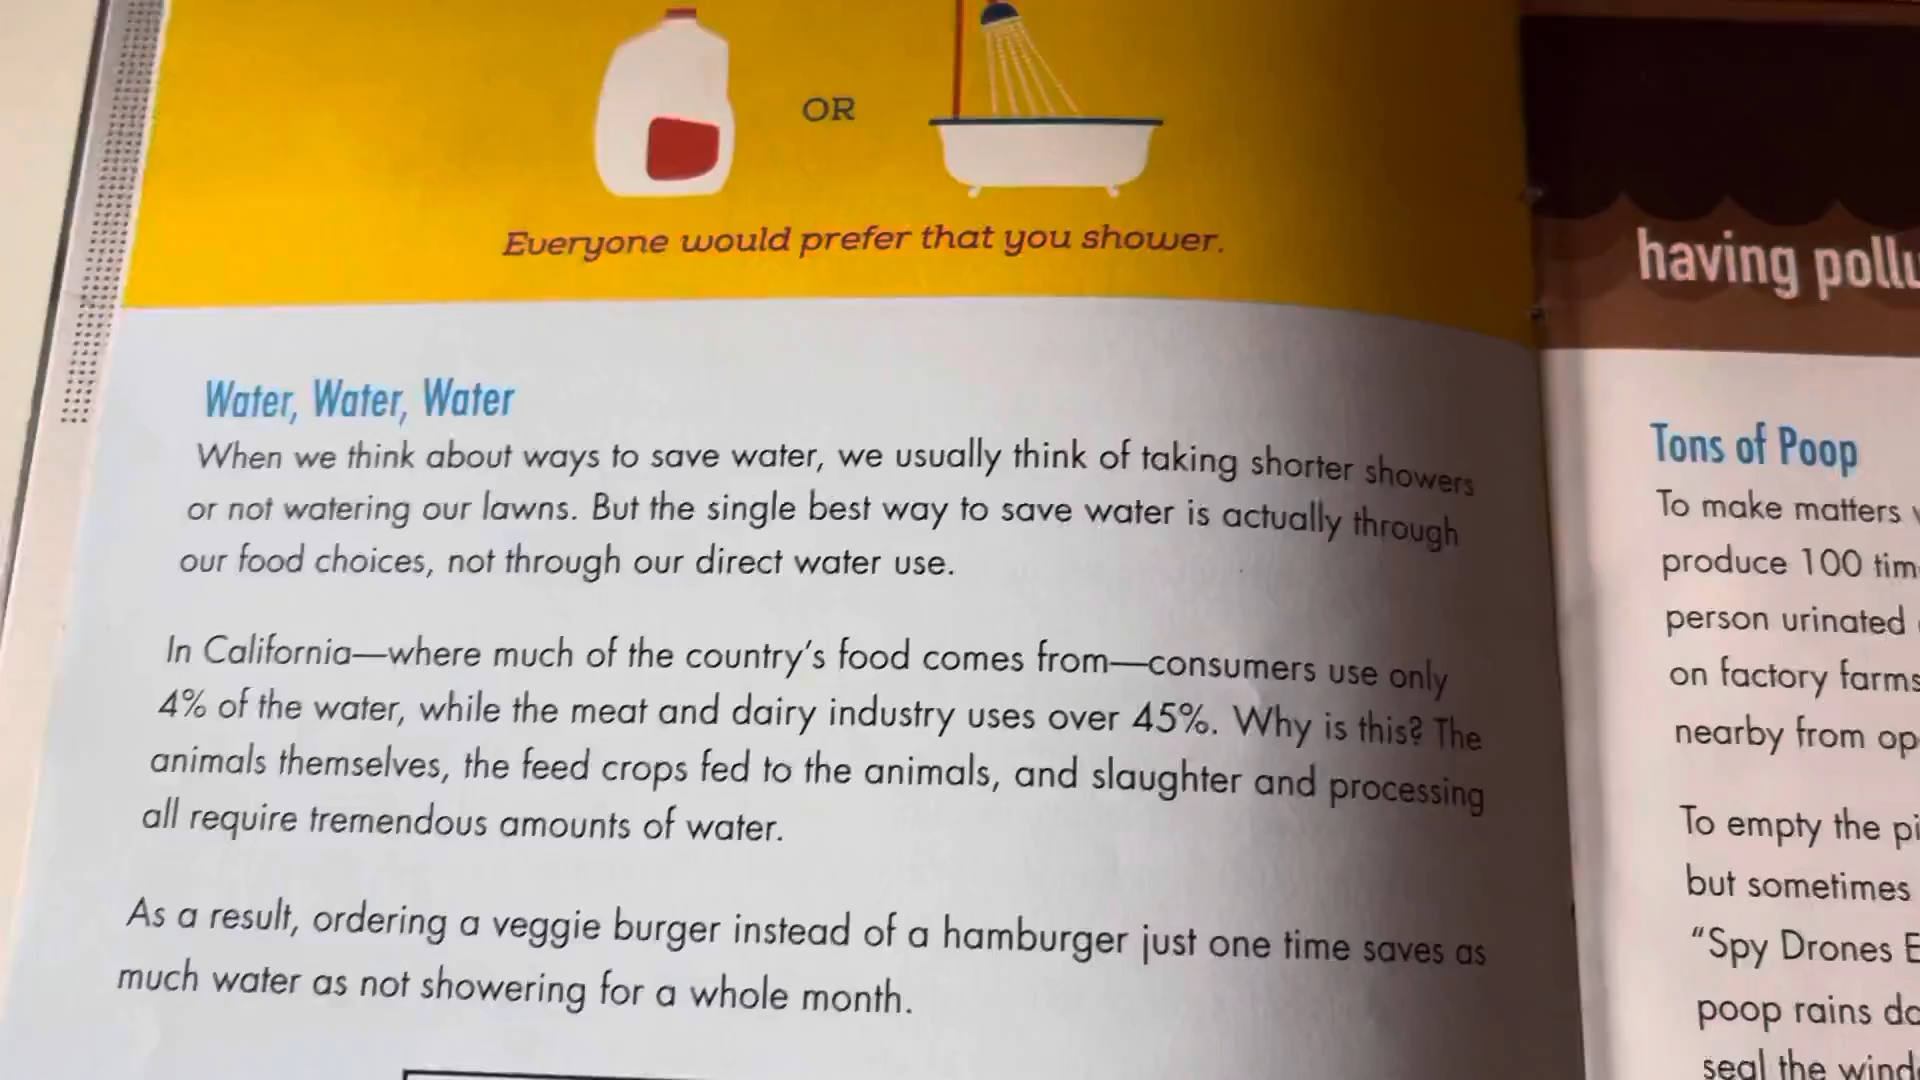 OR
Everyone would prefer that you shower.
Water, Water, Water
When we think about ways to save water, we usually think of taking shorter showers
or not watering our lawns. But the single best way to save water is actually through
our food choices, not through our direct water use.
In California—where much of the country's food comes from—consumers use only
4% of the water, while the meat and dairy industry uses over 45%. Why is this? The
animals themselves, the feed crops fed to the animals, and slaughter and processing
all require tremendous amounts of water.
As a result, ordering a veggie burger instead of a hamburger just one time saves as
much water as not showering for a whole month.
having
Tons of Poop
To make matters
produce 100
person urinated
on factory farms
nearby from
To empty the
but sometimes
"Spy Drones
poop rains
seal the